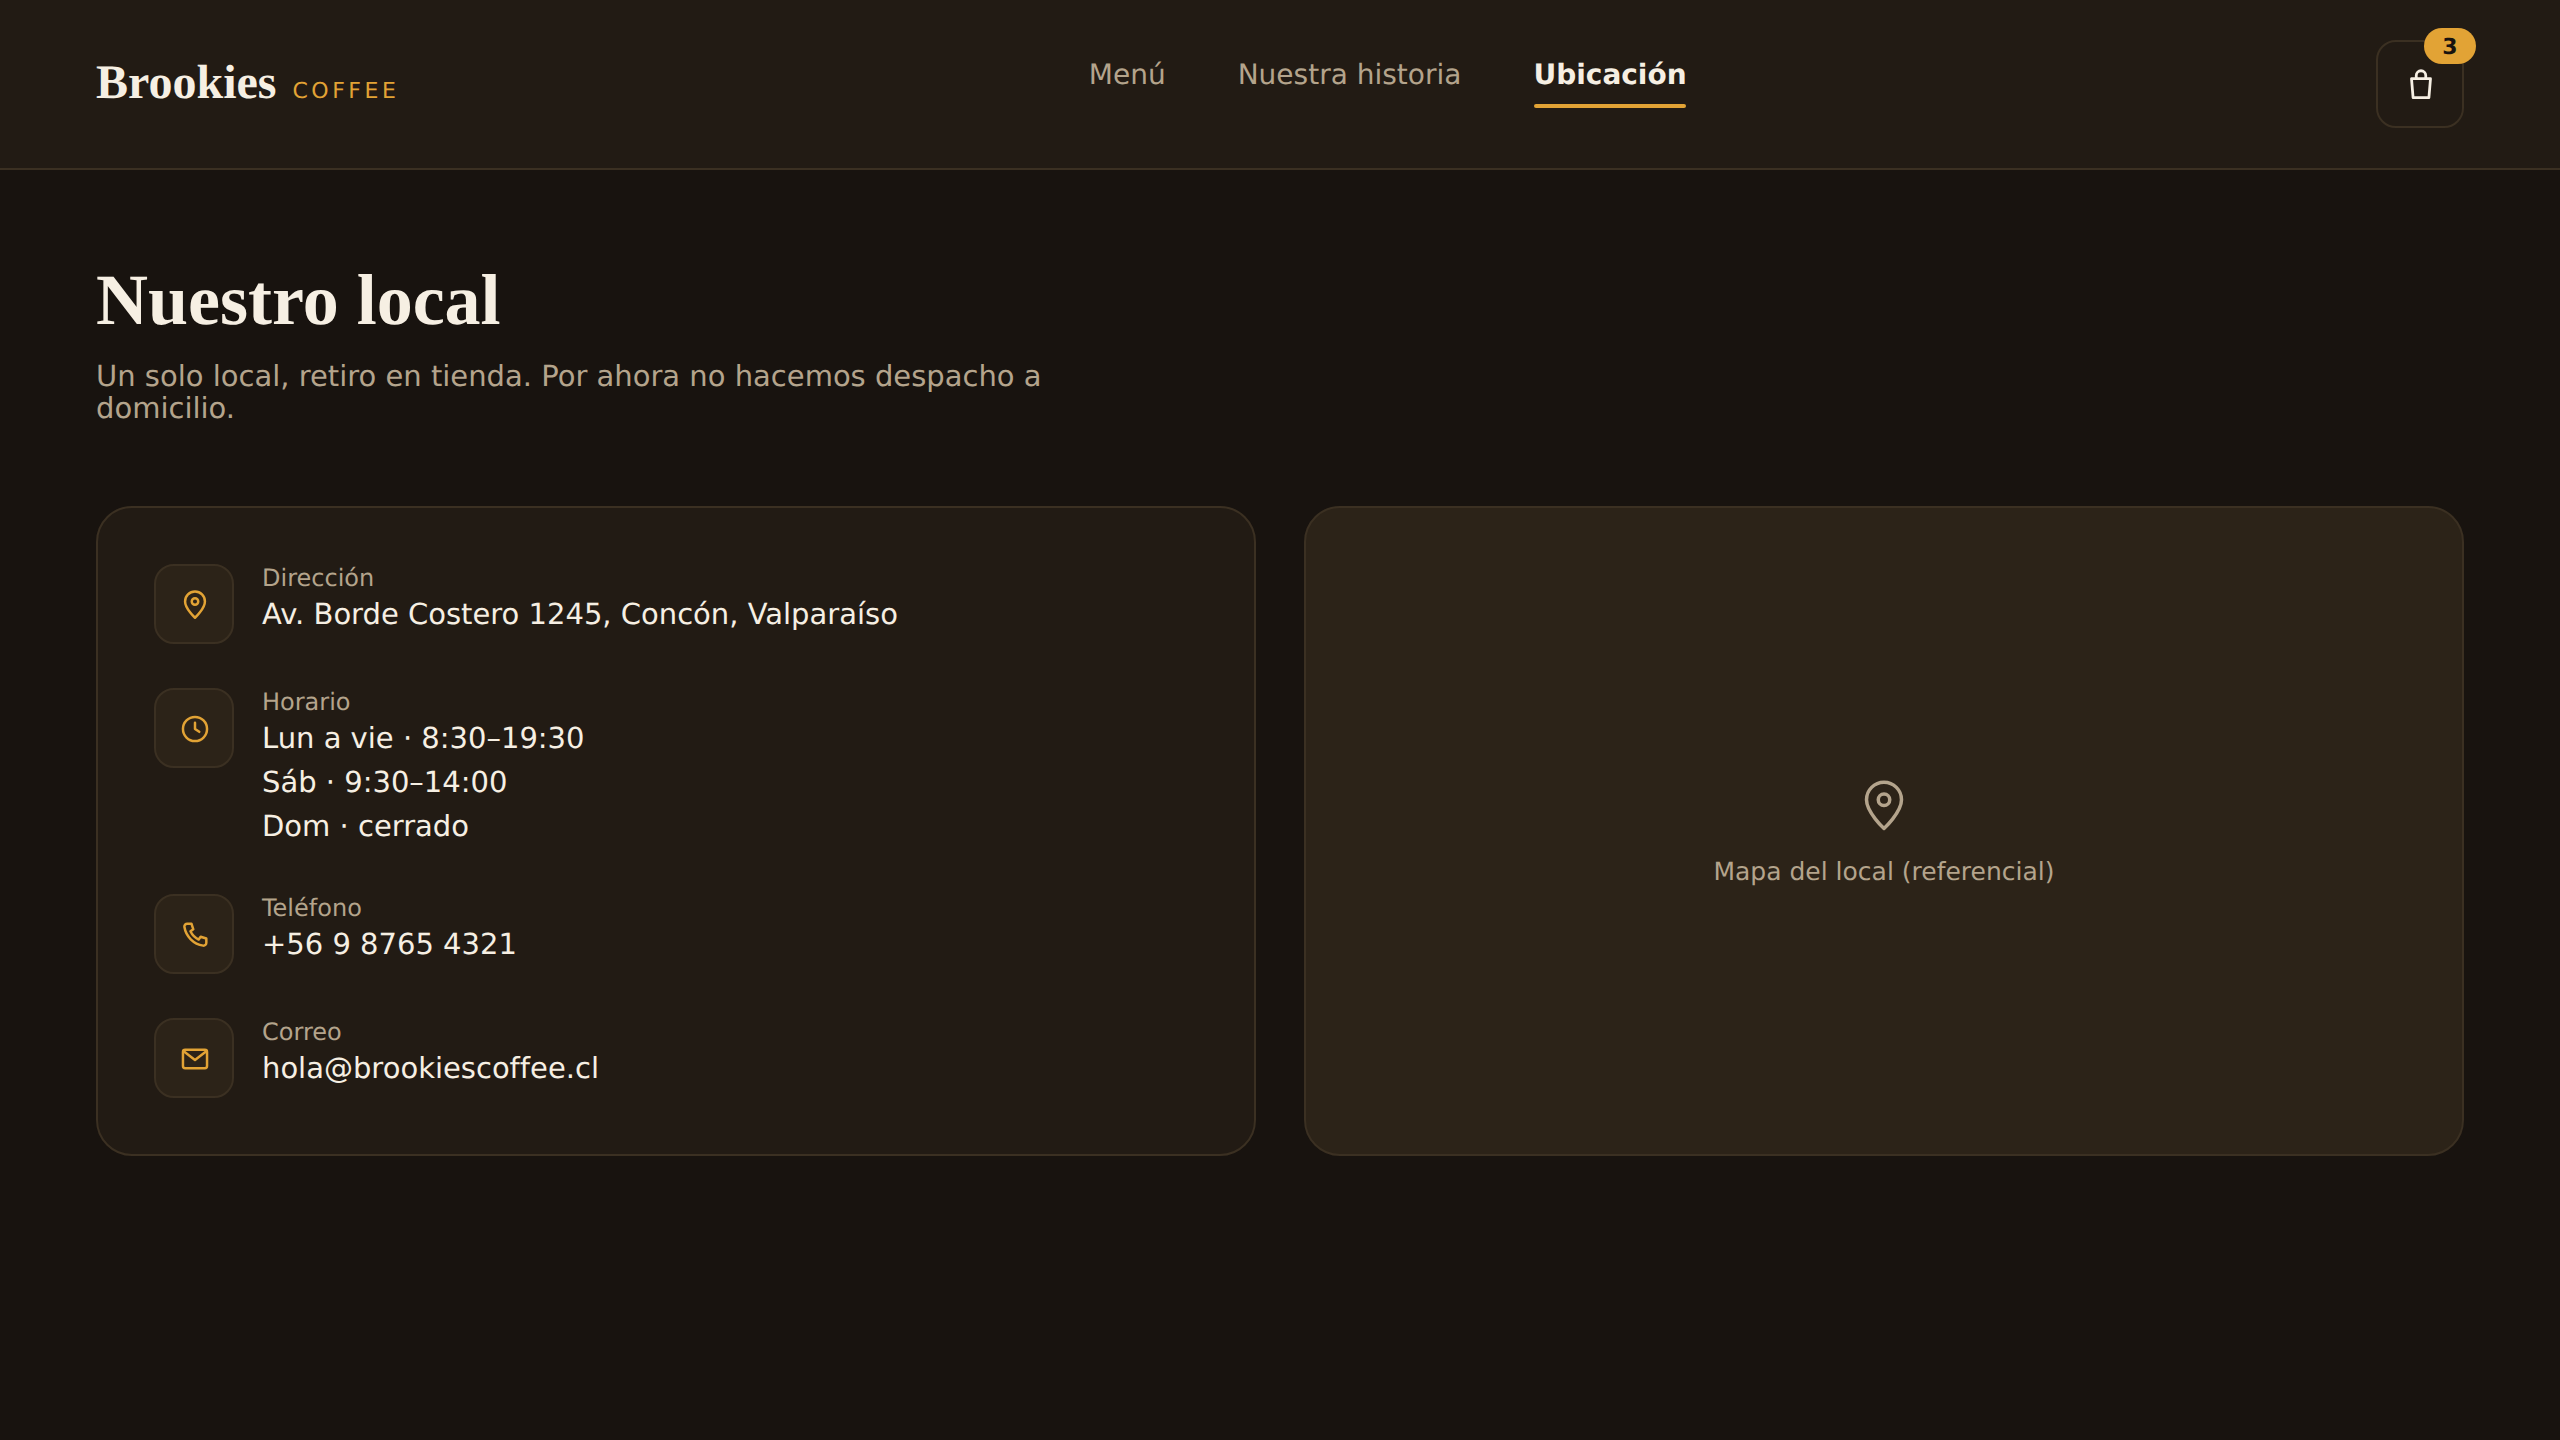 Brookies COFFEE
Menú
Nuestra historia
Ubicación
3
Nuestro local
Un solo local, retiro en tienda. Por ahora no hacemos despacho a
domicilio.
Dirección
Av. Borde Costero 1245, Concón, Valparaíso
Horario
Lun a vie · 8:30–19:30
Sáb · 9:30–14:00
Dom · cerrado
Teléfono
+56 9 8765 4321
Correo
hola@brookiescoffee.cl
Mapa del local (referencial)